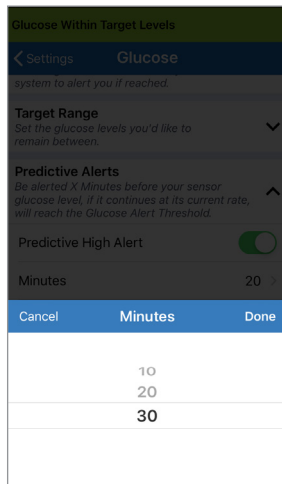 Glucose Within Target Levels
Settings Glucose
system to alert you if reached.
Target Range
Set the glucose levels you'd like to
remain between.
Predictive Alerts
Be alerted X Minutes before your sensor
glucose level, if it continues at its current rate,
will reach the Glucose Alert Threshold.
Predictive High Alert
Minutes 20
Cancel Minutes Done
10
20
30